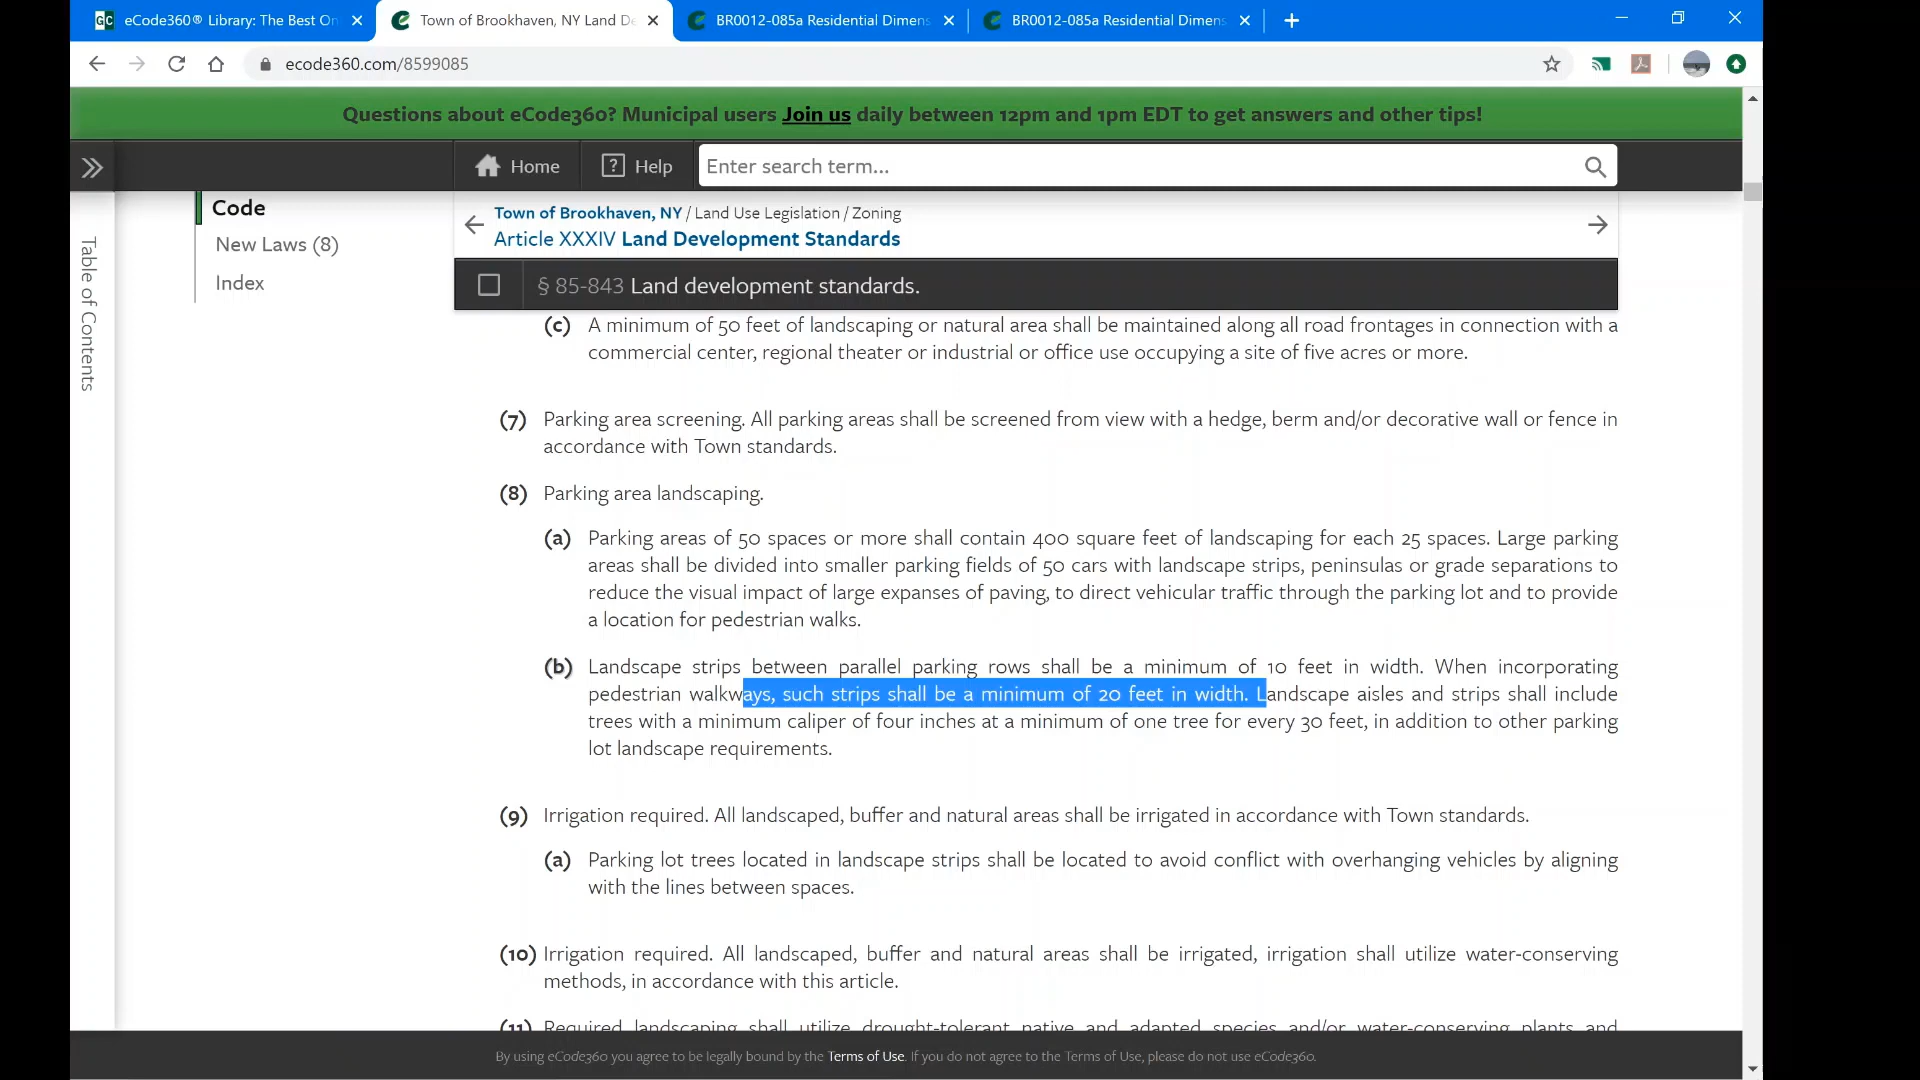 eCode360® Library: The Best On
Town of Brookhaven, NY Land De
BR0012-085a Residential Dimens
BR0012-085a Residential Dimens
ecode360.com/8599085
Questions about eCode360? Municipal users Join us daily between 12pm and 1pm EDT to get answers and other tips!
Home
Help
Enter search term...
Table of Contents
Code
New Laws (8)
Index
Town of Brookhaven, NY / Land Use Legislation / Zoning
Article XXXIV Land Development Standards
§ 85-843 Land development standards.
(c) A minimum of 50 feet of landscaping or natural area shall be maintained along all road frontages in connection with a
commercial center, regional theater or industrial or office use occupying a site of five acres or more.
(7) Parking area screening. All parking areas shall be screened from view with a hedge, berm and/or decorative wall or fence in
accordance with Town standards.
(8) Parking area landscaping.
(a) Parking areas of 50 spaces or more shall contain 400 square feet of landscaping for each 25 spaces. Large parking
areas shall be divided into smaller parking fields of 50 cars with landscape strips, peninsulas or grade separations to
reduce the visual impact of large expanses of paving, to direct vehicular traffic through the parking lot and to provide
a location for pedestrian walks.
(b) Landscape strips between parallel parking rows shall be a minimum of 10 feet in width. When incorporating
pedestrian walkways, such strips shall be a minimum of 20 feet in width. Landscape aisles and strips shall include
trees with a minimum caliper of four inches at a minimum of one tree for every 30 feet, in addition to other parking
lot landscape requirements.
(9) Irrigation required. All landscaped, buffer and natural areas shall be irrigated in accordance with Town standards.
(a) Parking lot trees located in landscape strips shall be located to avoid conflict with overhanging vehicles by aligning
with the lines between spaces.
(10) Irrigation required. All landscaped, buffer and natural areas shall be irrigated, irrigation shall utilize water-conserving
methods, in accordance with this article.
(11) Required landscaping shall utilize drought-tolerant native and adapted species and/or water-conserving plants and
By using eCode360 you agree to be legally bound by the Terms of Use. If you do not agree to the Terms of Use, please do not use eCode360.